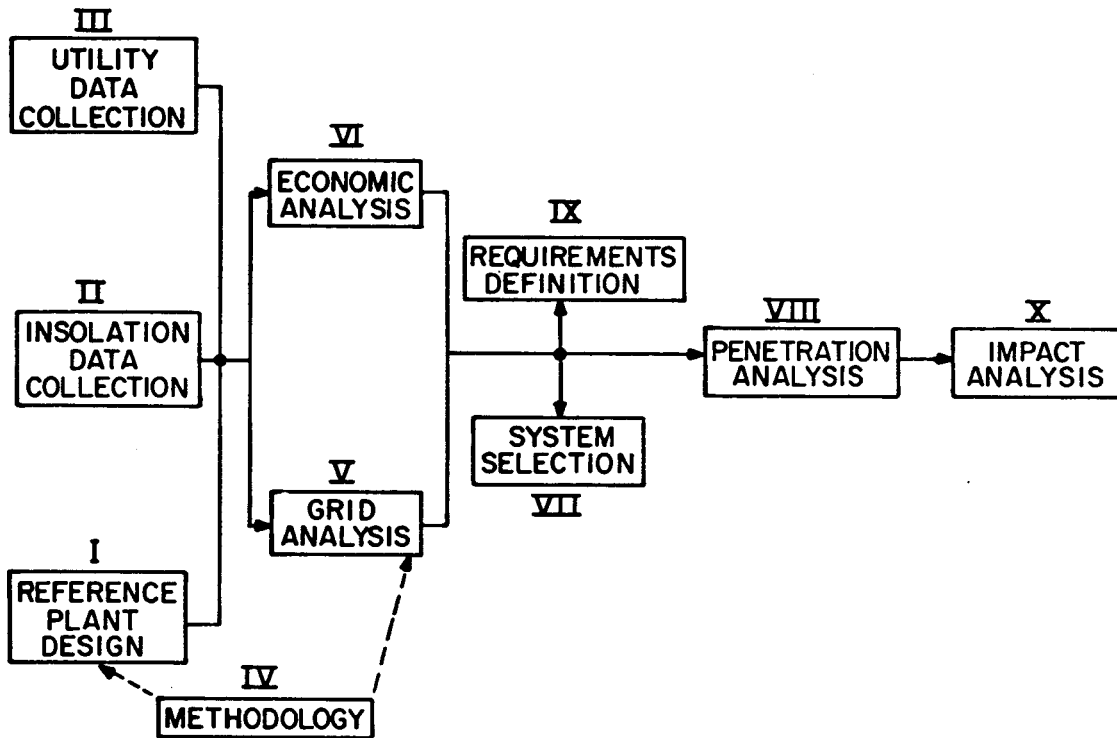 III
UTILITY
DATA
COLLECTION
VI
ECONOMIC
ANALYSIS
IX
REQUIREMENTS
DEFINITION
II
INSOLATION
DATA
COLLECTION
VIII
PENETRATION
ANALYSIS
X
IMPACT
ANALYSIS
SYSTEM
SELECTION
VII
V
GRID
ANALYSIS
I
REFERENCE
PLANT
DESIGN
IV
METHODOLOGY